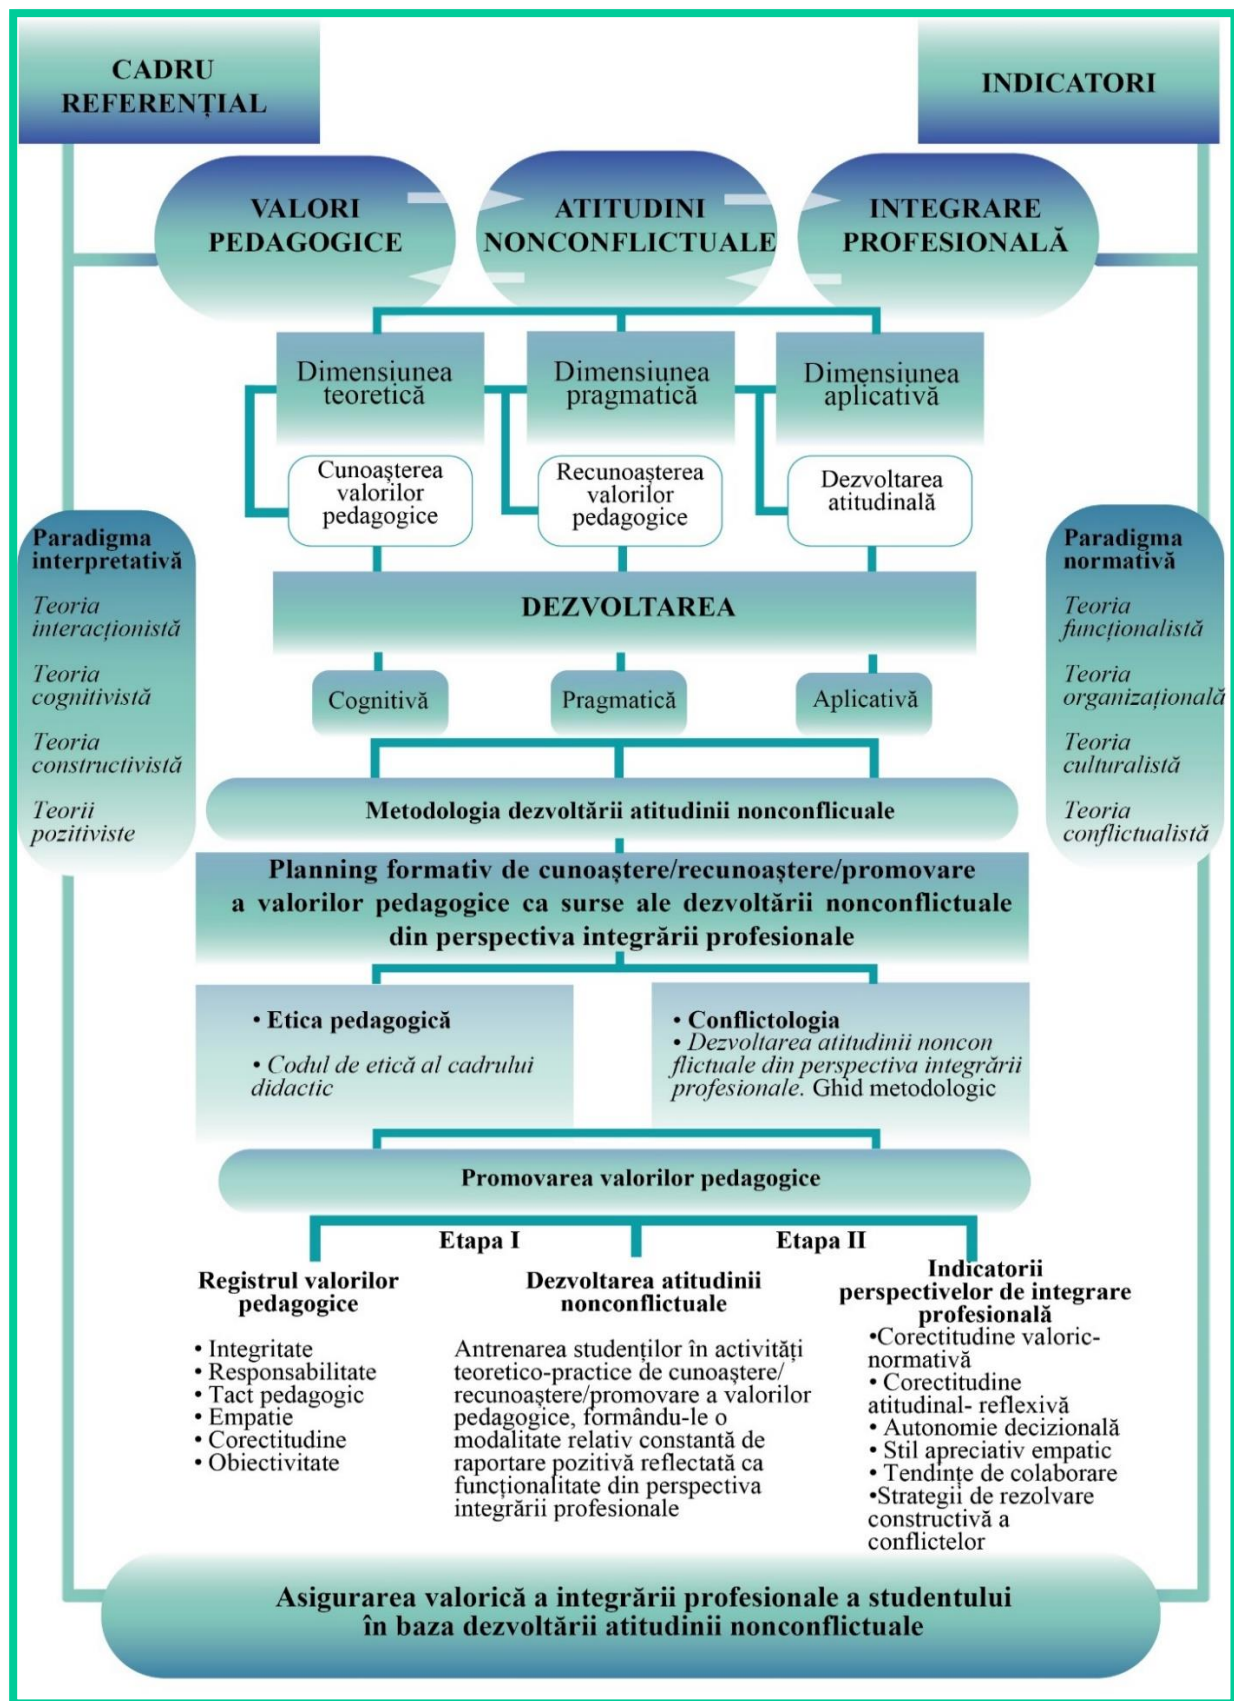 CADRU
REFERENȚIAL
INDICATORI
VALORI
PEDAGOGICE
ATITUDINI
NONCONFLICTUALE
INTEGRARE
PROFESIONALĂ
Dimensiunea
teoretică
Dimensiunea
pragmatică
Dimensiunea
aplicativă
Cunoașterea
valorilor
pedagogice
Recunoașterea
valorilor
pedagogice
Dezvoltarea
atitudinală
Paradigma
interpretativă
Teoria
interacționistă
Teoria
cognitivistă
Teoria
constructivistă
Teorii
pozitiviste
Paradigma
normativă
Teoria
funcționalistă
Teoria
organizațională
Teoria
culturalistă
Teoria
conflictualistă
DEZVOLTAREA
Cognitivă
Pragmatică
Aplicativă
Metodologia dezvoltării atitudinii nonconflicuale
Planning formativ de cunoaștere/recunoaștere/promovare
a valorilor pedagogice ca surse ale dezvoltării nonconflictuale
din perspectiva integrării profesionale
• Etica pedagogică
• Codul de etică al cadrului
didactic
• Conflictologia
• Dezvoltarea atitudinii noncon
flictuale din perspectiva integrării
profesionale. Ghid metodologic
Promovarea valorilor pedagogice
Etapa I
Etapa II
Registrul valorilor
pedagogice
• Integritate
• Responsabilitate
• Tact pedagogic
• Empatie
• Corectitudine
• Obiectivitate
Dezvoltarea atitudinii
nonconflictuale
Antrenarea studenților în activități
teoretico-practice de cunoaștere/
recunoaștere/promovare a valorilor
pedagogice, formându-le o
modalitate relativ constantă de
raportare pozitivă reflectată ca
funcționalitate din perspectiva
integrării profesionale
Indicatorii
perspectivelor de integrare
profesională
•Corectitudine valoric-
normativă
• Corectitudine
atitudinal- reflexivă
• Autonomie decizională
• Stil apreciativ empatic
• Tendințe de colaborare
•Strategii de rezolvare
constructivă a
conflictelor
Asigurarea valorică a integrării profesionale a studentului
în baza dezvoltării atitudinii nonconflictuale